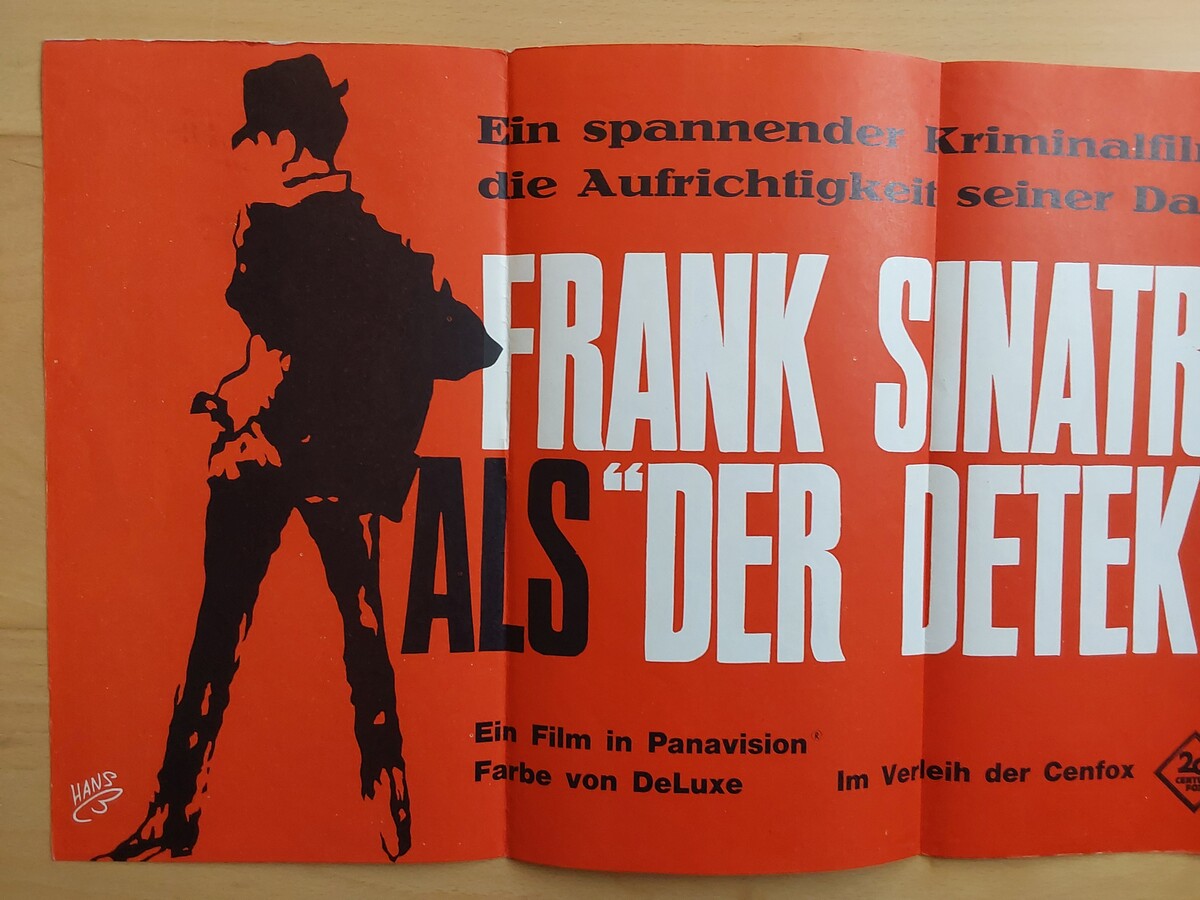 Ein spannender Kriminalfil
die Aufrichtigkeit seiner Da
FRANK SINATR
ALS “DER DETEK
Ein Film in Panavision®
Farbe von DeLuxe
Im Verleih der Cenfox
HANS